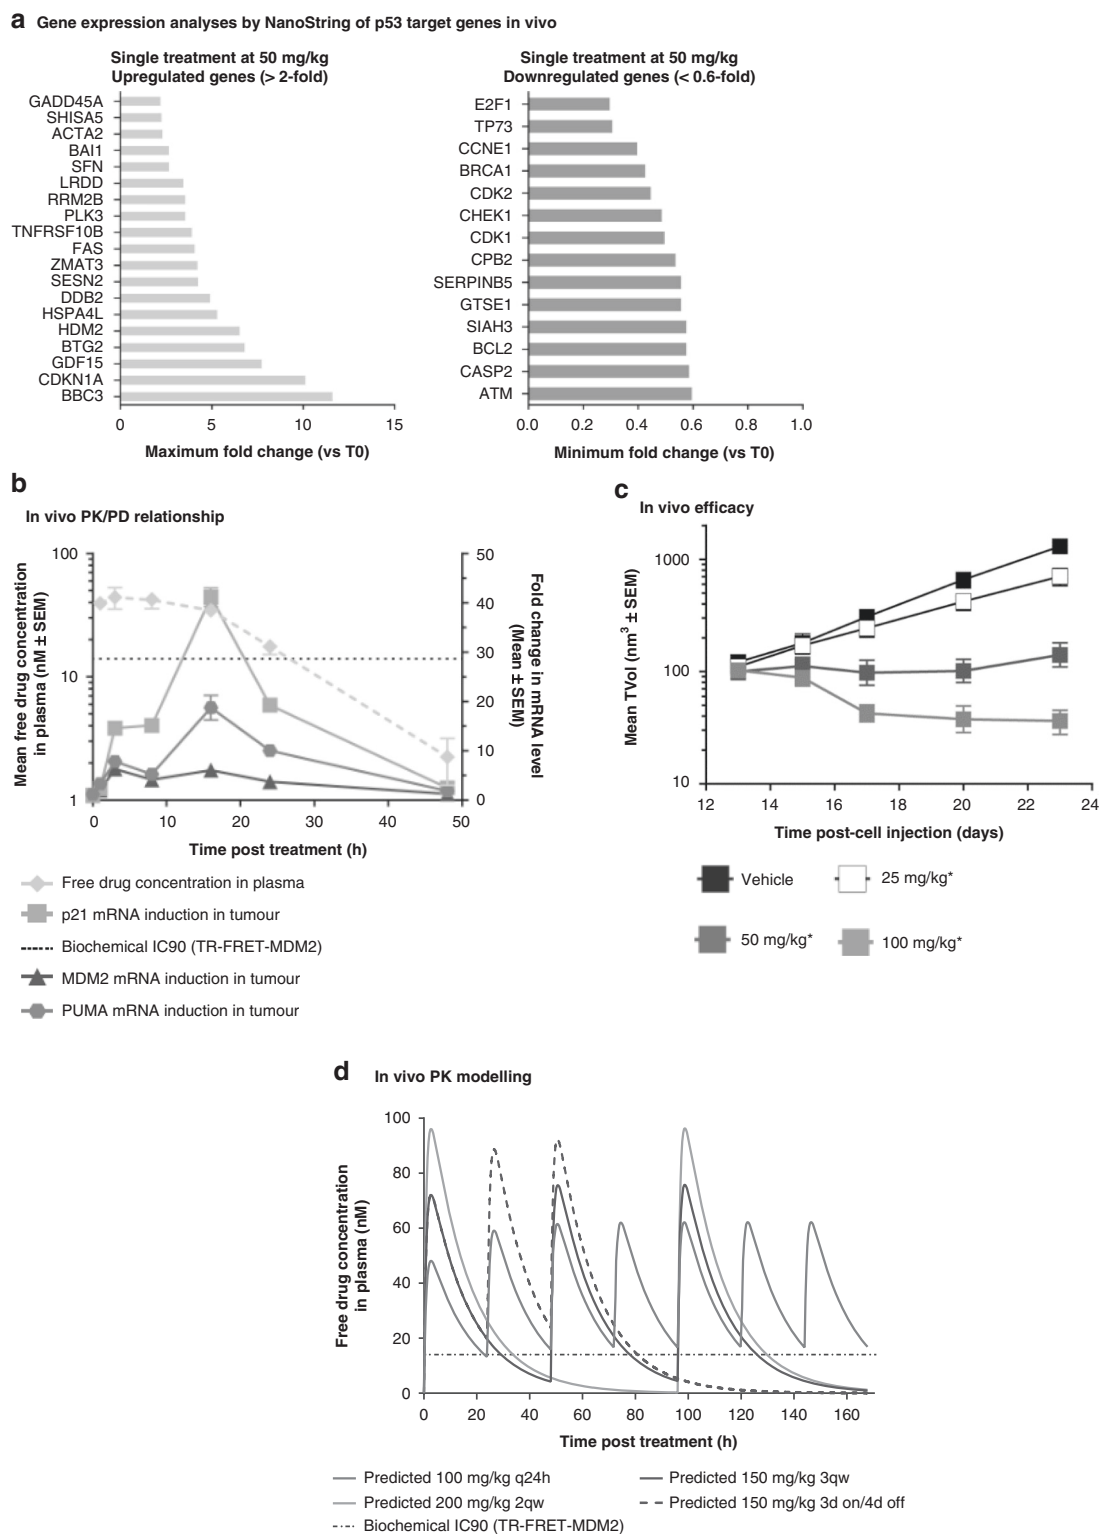 a Gene expression analyses by NanoString of p53 target genes in vivo
Single treatment at 50 mg/kg
Upregulated genes (> 2-fold)
GADD45A
SHISA5
ACTA2
BAI1
SFN
LRDD
RRM2B
PLK3
TNFRSF10B
FAS
ZMAT3
SESN2
DDB2
HSPA4L
HDM2
BTG2
GDF15
CDKN1A
BBC3
0 5 10 15
Maximum fold change (vs T0)
Single treatment at 50 mg/kg
Downregulated genes (< 0.6-fold)
E2F1
TP73
CCNE1
BRCA1
CDK2
CHEK1
CDK1
CPB2
SERPINB5
GTSE1
SIAH3
BCL2
CASP2
ATM
0.0 0.2 0.4 0.6 0.8 1.0
Minimum fold change (vs T0)
b
In vivo PK/PD relationship
Mean free drug concentration
in plasma (nM ± SEM)
100
10
1
50
40
30
20
10
0
Fold change in mRNA level
(Mean ± SEM)
0 10 20 30 40 50
Time post treatment (h)
Free drug concentration in plasma
p21 mRNA induction in tumour
Biochemical IC90 (TR-FRET-MDM2)
MDM2 mRNA induction in tumour
PUMA mRNA induction in tumour
c
In vivo efficacy
Mean TVol (nm³ ± SEM)
1000
100
10
12 14 16 18 20 22 24
Time post-cell injection (days)
Vehicle
25 mg/kg*
50 mg/kg*
100 mg/kg*
d In vivo PK modelling
Free drug concentration
in plasma (nM)
100
80
60
40
20
0
0 20 40 60 80 100 120 140 160
Time post treatment (h)
Predicted 100 mg/kg q24h
Predicted 150 mg/kg 3qw
Predicted 200 mg/kg 2qw
Predicted 150 mg/kg 3d on/4d off
Biochemical IC90 (TR-FRET-MDM2)